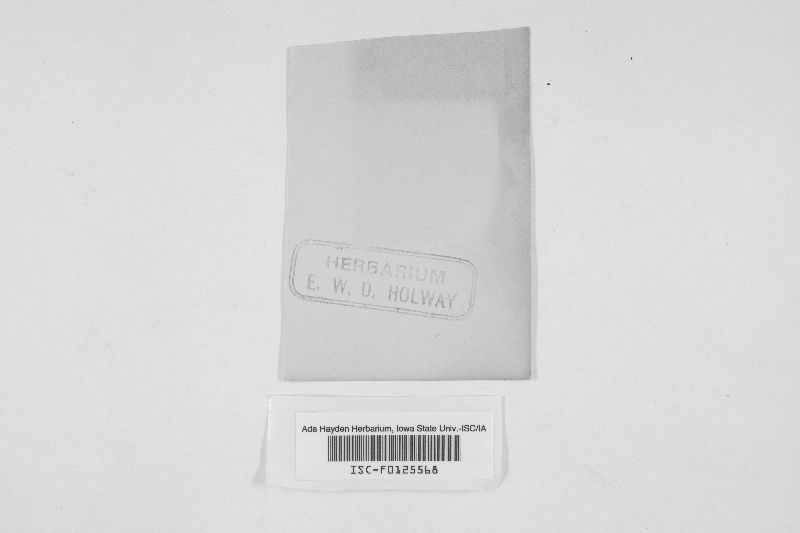 HERBARIUM
E. W. D. HOLWAY
Ada Hayden Herbarium, Iowa State Univ.-ISC/IA
ISC-F0125568